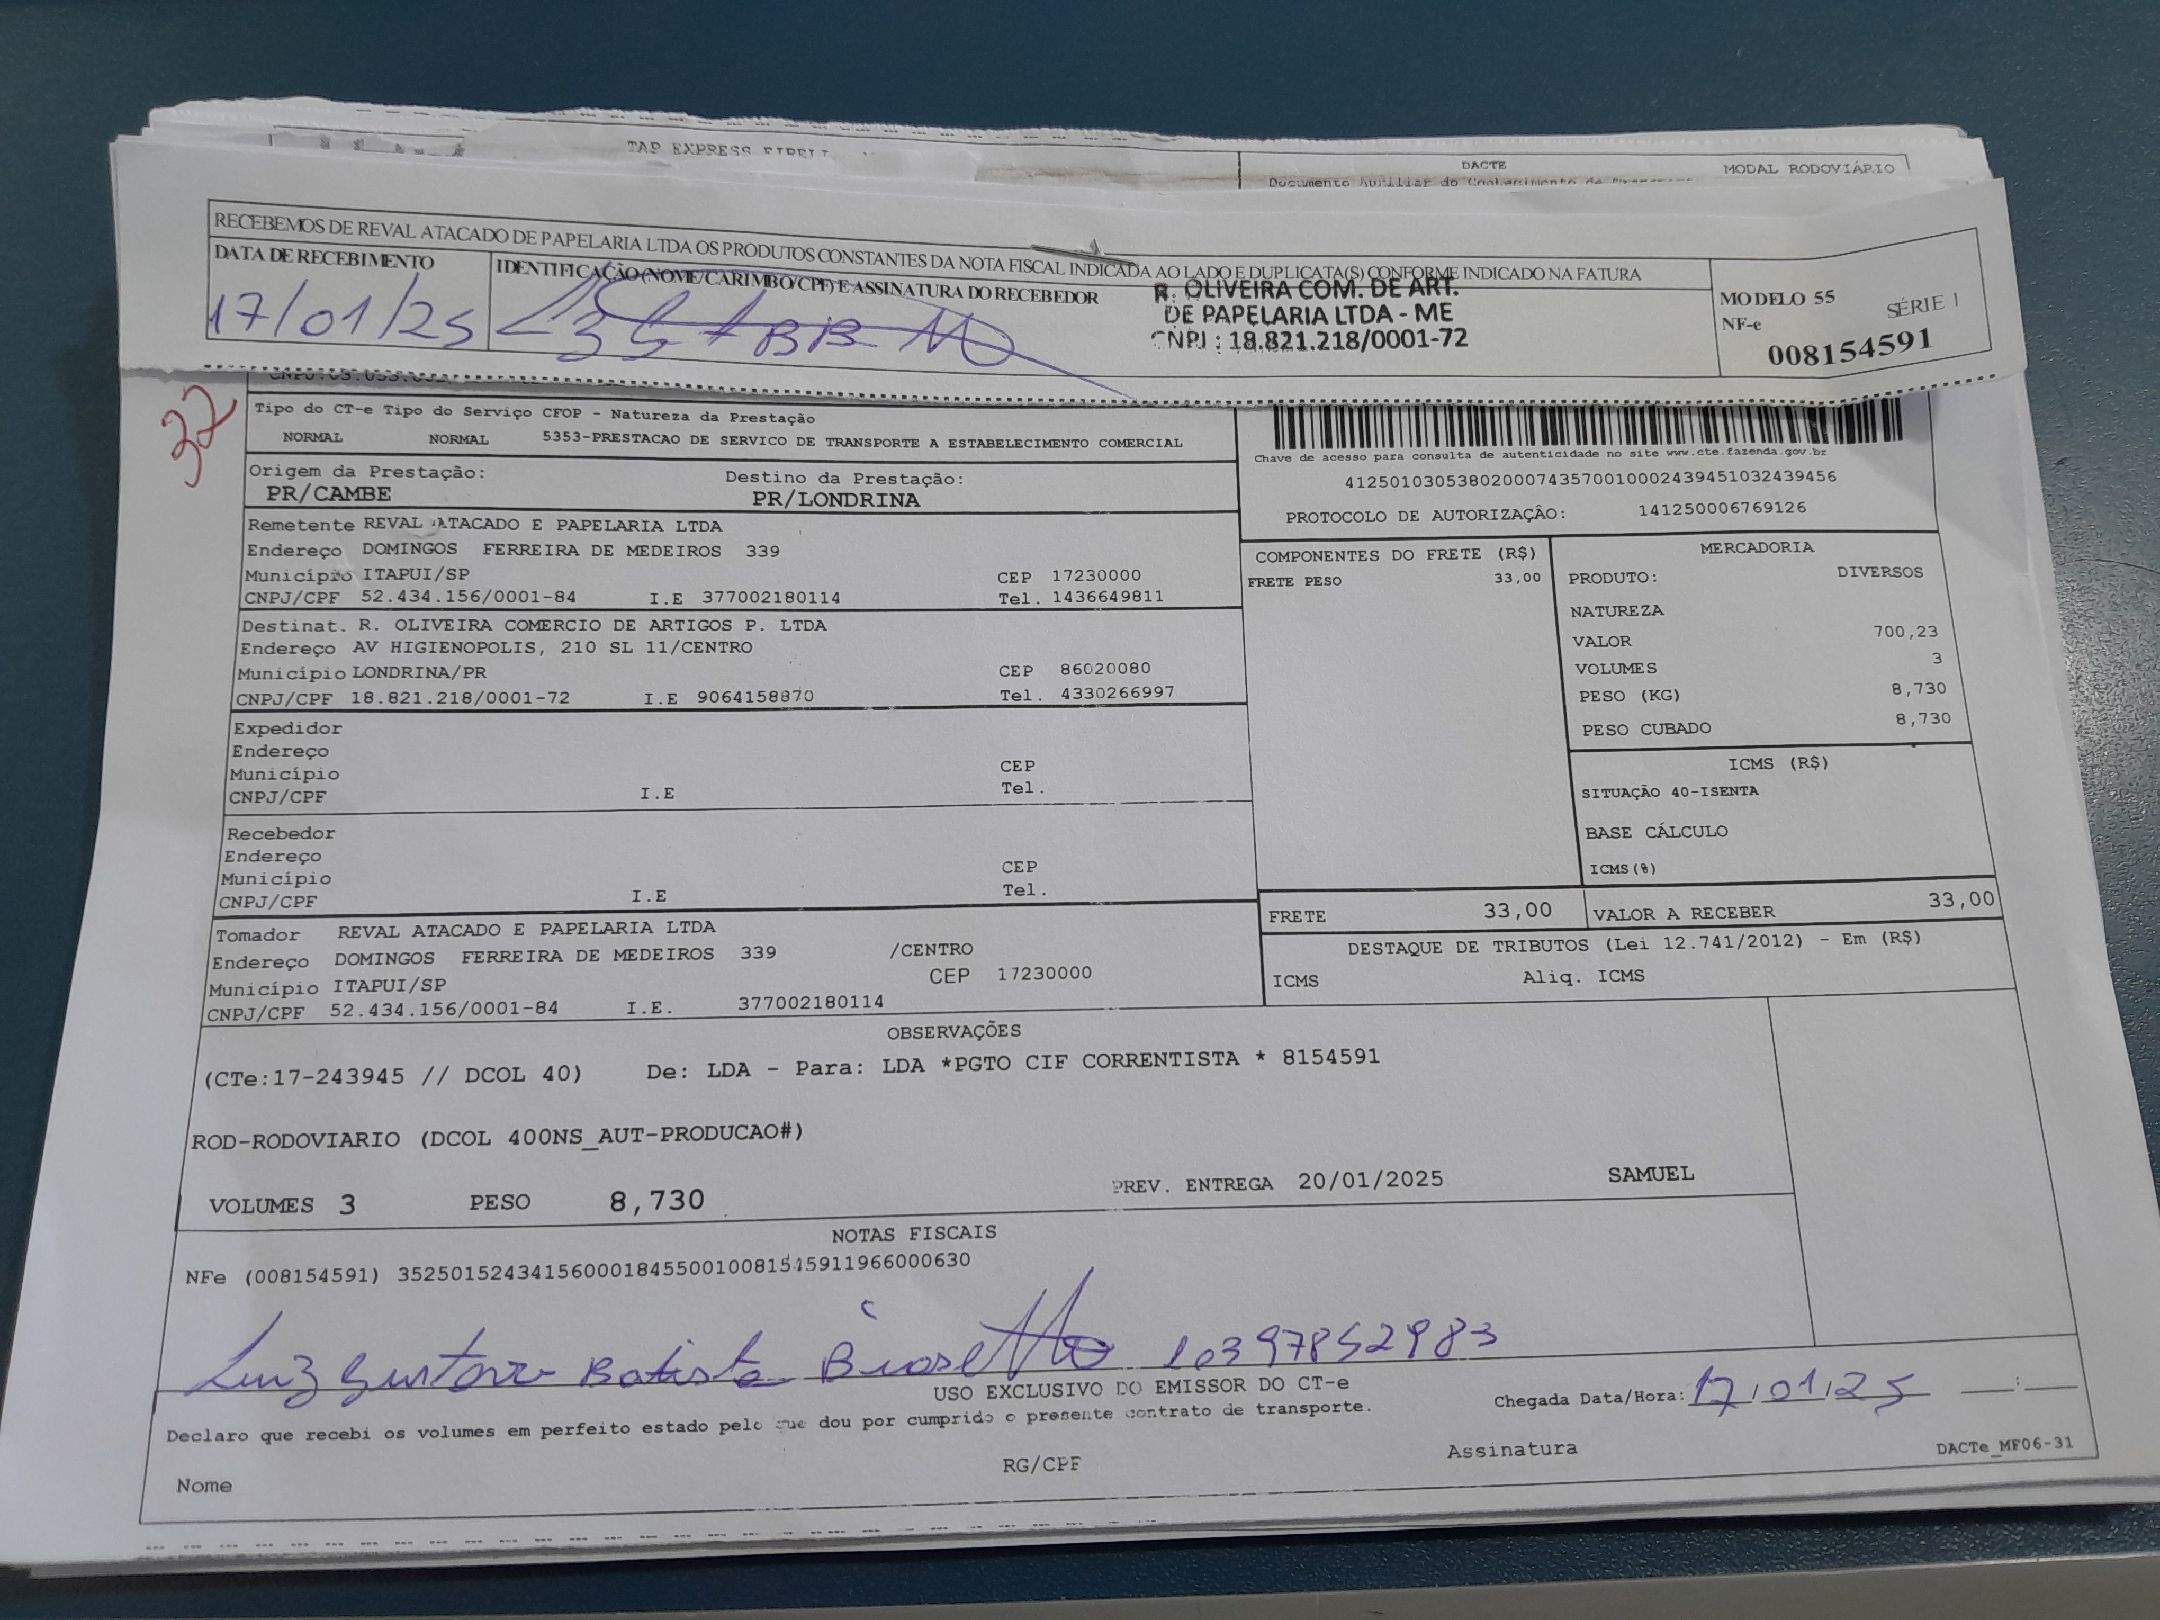 TAP EXPRESS EIRELI
DACTE
MODAL RODOVIÁRIO
Documento Auxiliar do Conhecimento de
RECEBEMOS DE REVAL ATACADO DE PAPELARIA LTDA OS PRODUTOS CONSTANTES DA NOTA FISCAL INDICADA AO LADO E DUPLICATA(S) CONFORME INDICADO NA FATURA
DATA DE RECEBIMENTO
IDENTIFICAÇÃO (NOME/CARIMBO/CPF) E ASSINATURA DO RECEBEDOR
17/01/25
R. OLIVEIRA COM. DE ART.
DE PAPELARIA LTDA - ME
CNPJ : 18.821.218/0001-72
MODELO 55
SÉRIE 1
NF-e
008154591
32
Tipo do CT-e Tipo do Serviço CFOP - Natureza da Prestação
NORMAL NORMAL 5353-PRESTACAO DE SERVICO DE TRANSPORTE A ESTABELECIMENTO COMERCIAL
Chave de acesso para consulta de autenticidade no site www.cte.fazenda.gov.br
41250103053802000743570010002439451032439456
PROTOCOLO DE AUTORIZAÇÃO: 141250006769126
Origem da Prestação: Destino da Prestação:
PR/CAMBE PR/LONDRINA
Remetente REVAL ATACADO E PAPELARIA LTDA
Endereço DOMINGOS FERREIRA DE MEDEIROS 339
Município ITAPUI/SP CEP 17230000
CNPJ/CPF 52.434.156/0001-84 I.E 377002180114 Tel. 1436649811
Destinat. R. OLIVEIRA COMERCIO DE ARTIGOS P. LTDA
Endereço AV HIGIENOPOLIS, 210 SL 11/CENTRO
Município LONDRINA/PR CEP 86020080
CNPJ/CPF 18.821.218/0001-72 I.E 9064158870 Tel. 4330266997
Expedidor
Endereço
Município CEP
CNPJ/CPF I.E Tel.
Recebedor
Endereço
Município CEP
CNPJ/CPF I.E Tel.
Tomador REVAL ATACADO E PAPELARIA LTDA
Endereço DOMINGOS FERREIRA DE MEDEIROS 339 /CENTRO
Município ITAPUI/SP CEP 17230000
CNPJ/CPF 52.434.156/0001-84 I.E. 377002180114
COMPONENTES DO FRETE (R$)
FRETE PESO 33,00
MERCADORIA
PRODUTO: DIVERSOS
NATUREZA
VALOR 700,23
VOLUMES 3
PESO (KG) 8,730
PESO CUBADO 8,730
ICMS (R$)
SITUAÇÃO 40-ISENTA
BASE CÁLCULO
ICMS(%)
FRETE 33,00 VALOR A RECEBER 33,00
DESTAQUE DE TRIBUTOS (Lei 12.741/2012) - Em (R$)
ICMS Aliq. ICMS
OBSERVAÇÕES
(CTe:17-243945 // DCOL 40) De: LDA - Para: LDA *PGTO CIF CORRENTISTA * 8154591
ROD-RODOVIARIO (DCOL 400NS_AUT-PRODUCAO#)
VOLUMES 3 PESO 8,730 PREV. ENTREGA 20/01/2025 SAMUEL
NOTAS FISCAIS
NFe (008154591) 35250152434156000184550010081545911966000630
Luiz Gustavo Batista 10397852983
USO EXCLUSIVO DO EMISSOR DO CT-e
Chegada Data/Hora: 17/01/25 __:__
Declaro que recebi os volumes em perfeito estado pelo que dou por cumprido o presente contrato de transporte.
Nome RG/CPF Assinatura
DACTe_MF06-31